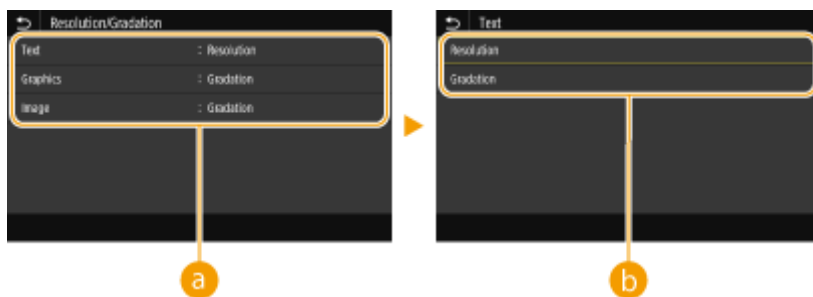 Resolution/Gradation
Text : Resolution
Graphics : Gradation
Image : Gradation
a
Text
Resolution
Gradation
b